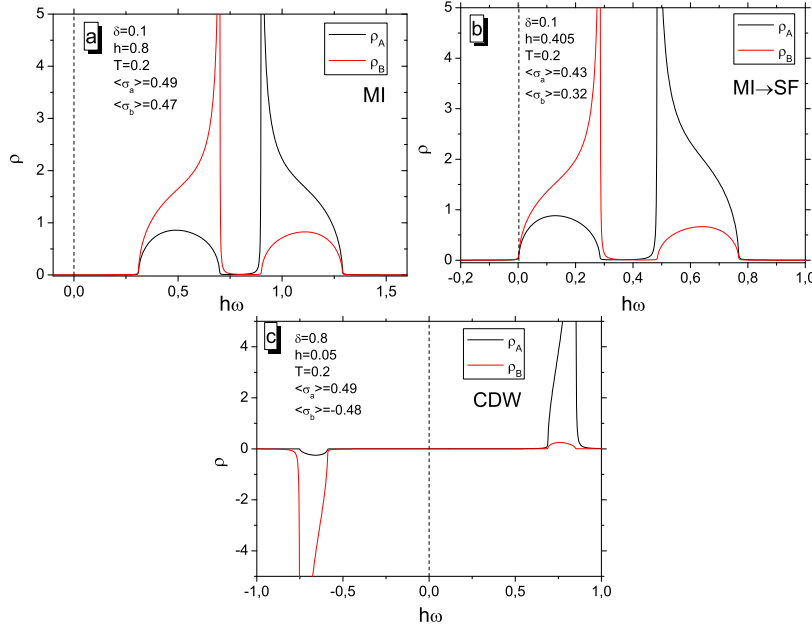 a
δ=0.1
h=0.8
T=0.2
<σa>=0.49
<σb>=0.47
ρA
ρB
MI
5
4
3
2
1
0
ρ
0,0 0,5 1,0 1,5
hω
b
δ=0.1
h=0.405
T=0.2
<σa>=0.43
<σb>=0.32
ρA
ρB
MI→SF
5
4
3
2
1
0
ρ
-0,2 0,0 0,2 0,4 0,6 0,8 1,0
hω
c
δ=0.8
h=0.05
T=0.2
<σa>=0.49
<σb>=-0.48
ρA
ρB
CDW
4
2
0
-2
-4
ρ
-1,0 -0,5 0,0 0,5 1,0
hω